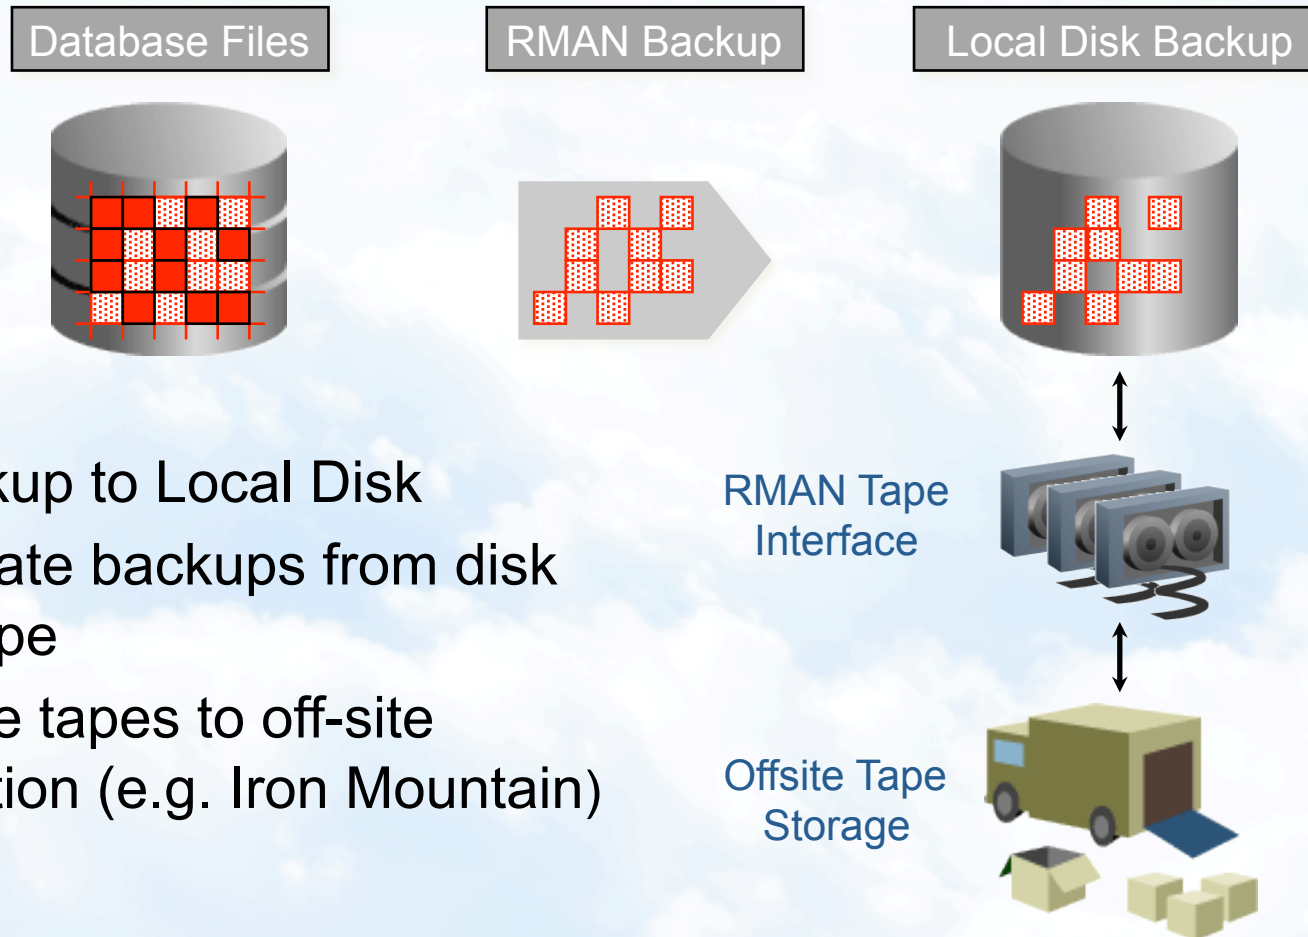 Database Files
RMAN Backup
Local Disk Backup
kup to Local Disk
ate backups from disk
pe
e tapes to off-site
tion (e.g. Iron Mountain)
RMAN Tape
Interface
Offsite Tape
Storage